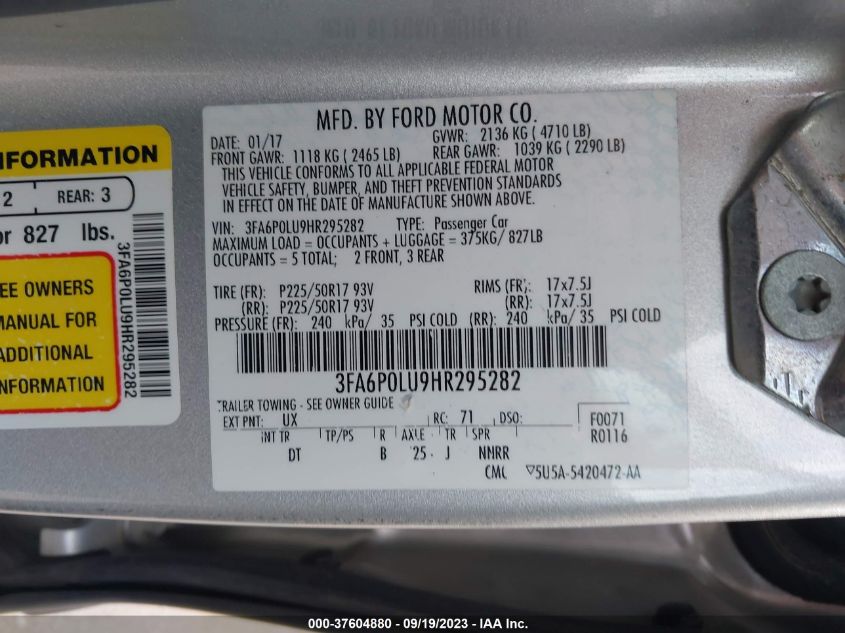 MFD. BY FORD MOTOR CO.
DATE: 01/17 GVWR: 2136 KG ( 4710 LB)
FRONT GAWR: 1118 KG ( 2465 LB) REAR GAWR: 1039 KG ( 2290 LB)
THIS VEHICLE CONFORMS TO ALL APPLICABLE FEDERAL MOTOR
VEHICLE SAFETY, BUMPER, AND THEFT PREVENTION STANDARDS
IN EFFECT ON THE DATE OF MANUFACTURE SHOWN ABOVE.
VIN: 3FA6P0LU9HR295282 TYPE: Passenger Car
MAXIMUM LOAD = OCCUPANTS + LUGGAGE = 375KG/ 827LB
OCCUPANTS = 5 TOTAL; 2 FRONT, 3 REAR
TIRE (FR): P225/50R17 93V RIMS (FR): 17x7.5J
(RR): P225/50R17 93V (RR): 17x7.5J
PRESSURE (FR): 240 kPa/ 35 PSI COLD (RR): 240 kPa/ 35 PSI COLD
3FA6P0LU9HR295282
TRAILER TOWING - SEE OWNER GUIDE
EXT PNT: UX RC: 71 DSO: F0071
R0116
INT TR TP/PS R AXLE TR SPR
DT B 25 J NNRR
CML ▽5U5A-5420472-AA
INFORMATION
2 REAR: 3
or 827 lbs.
EE OWNERS
MANUAL FOR
ADDITIONAL
INFORMATION
3FA6P0LU9HR295282
000-37604880 - 09/19/2023 - IAA Inc.